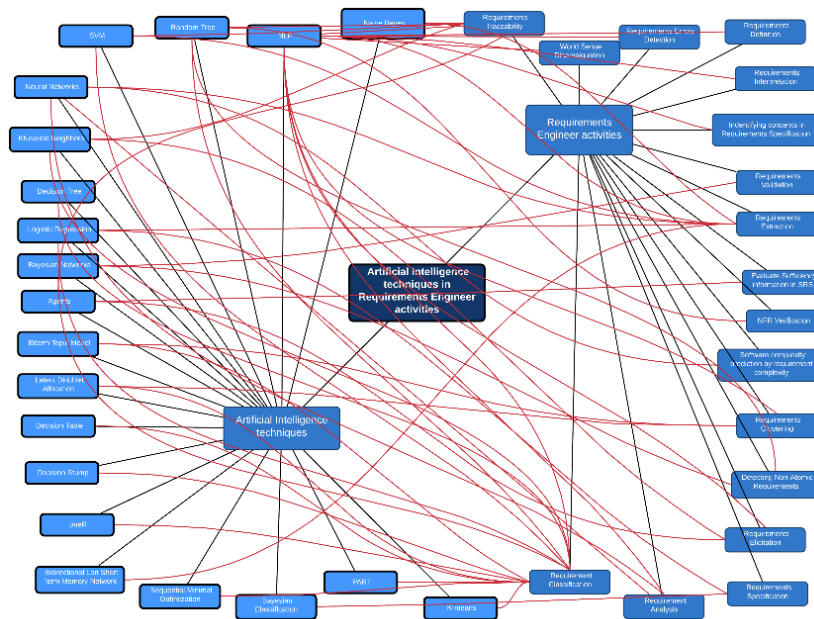 SVM
Random Tree
NLP
Naive Bayes
Requirements
Traceability
World Sense
Disambiguation
Requirements Errors
Detection
Requirements
Definition
Neural Networks
Requirements
Interpretation
Requirements
Engineer activities
Indentifying concepts in
Requirements Specification
K-Nearest Neighbors
Decision Tree
Requirements
Validation
Logistic Regression
Requirements
Extraction
Bayesian Networks
Artificial intelligence
techniques in
Requirements Engineer
activities
Evaluate Sufficiency
information in SRS
Agents
NFR Verification
Biterm Topic Model
Software complexity
prediction by requirement
complexity
Latent Dirichlet
Allocation
Artificial Intelligence
techniques
Decision Table
Requirements
Clustering
Decision Stump
Detecting Non Atomic
Requirements
oneR
Requirements
Elicitation
Bidirectional Lon Short
Term Memory Network
Sequential Minimal
Optimization
Bayesian
Classification
PART
K-means
Requirement
Classification
Requirement
Analysis
Requirements
Specification